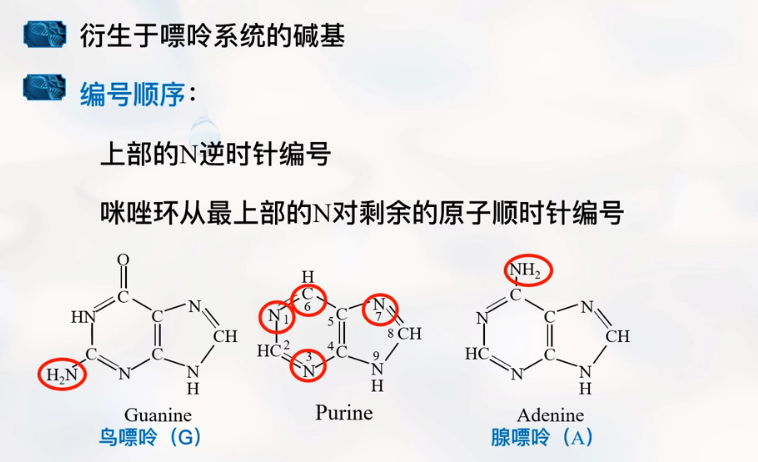 衍生于嘌呤系统的碱基
编号顺序：
上部的N逆时针编号
咪唑环从最上部的N对剩余的原子顺时针编号
O
C
HN 1
C
N
CH
C
N
H
H₂N
N
H
C
6
N 1
5
N
7
8 CH
HC 2
3
4
N
9
N
H
NH₂
C
N
C
N
CH
HC
N
C
N
H
Guanine
鸟嘌呤（G）
Purine
Adenine
腺嘌呤（A）